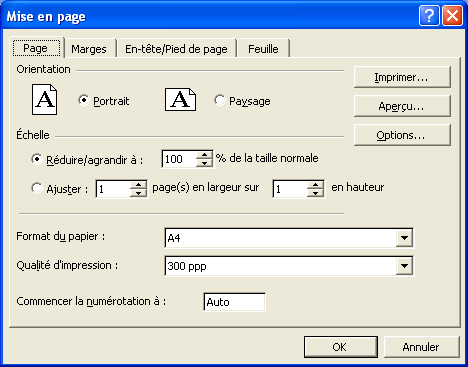 Mise en page
Page Marges En-tête/Pied de page Feuille
Orientation
A Portrait A Paysage
Imprimer...
Aperçu...
Options...
Échelle
Réduire/agrandir à : 100 % de la taille normale
Ajuster : 1 page(s) en largeur sur 1 en hauteur
Format du papier : A4
Qualité d'impression : 300 ppp
Commencer la numérotation à : Auto
OK Annuler